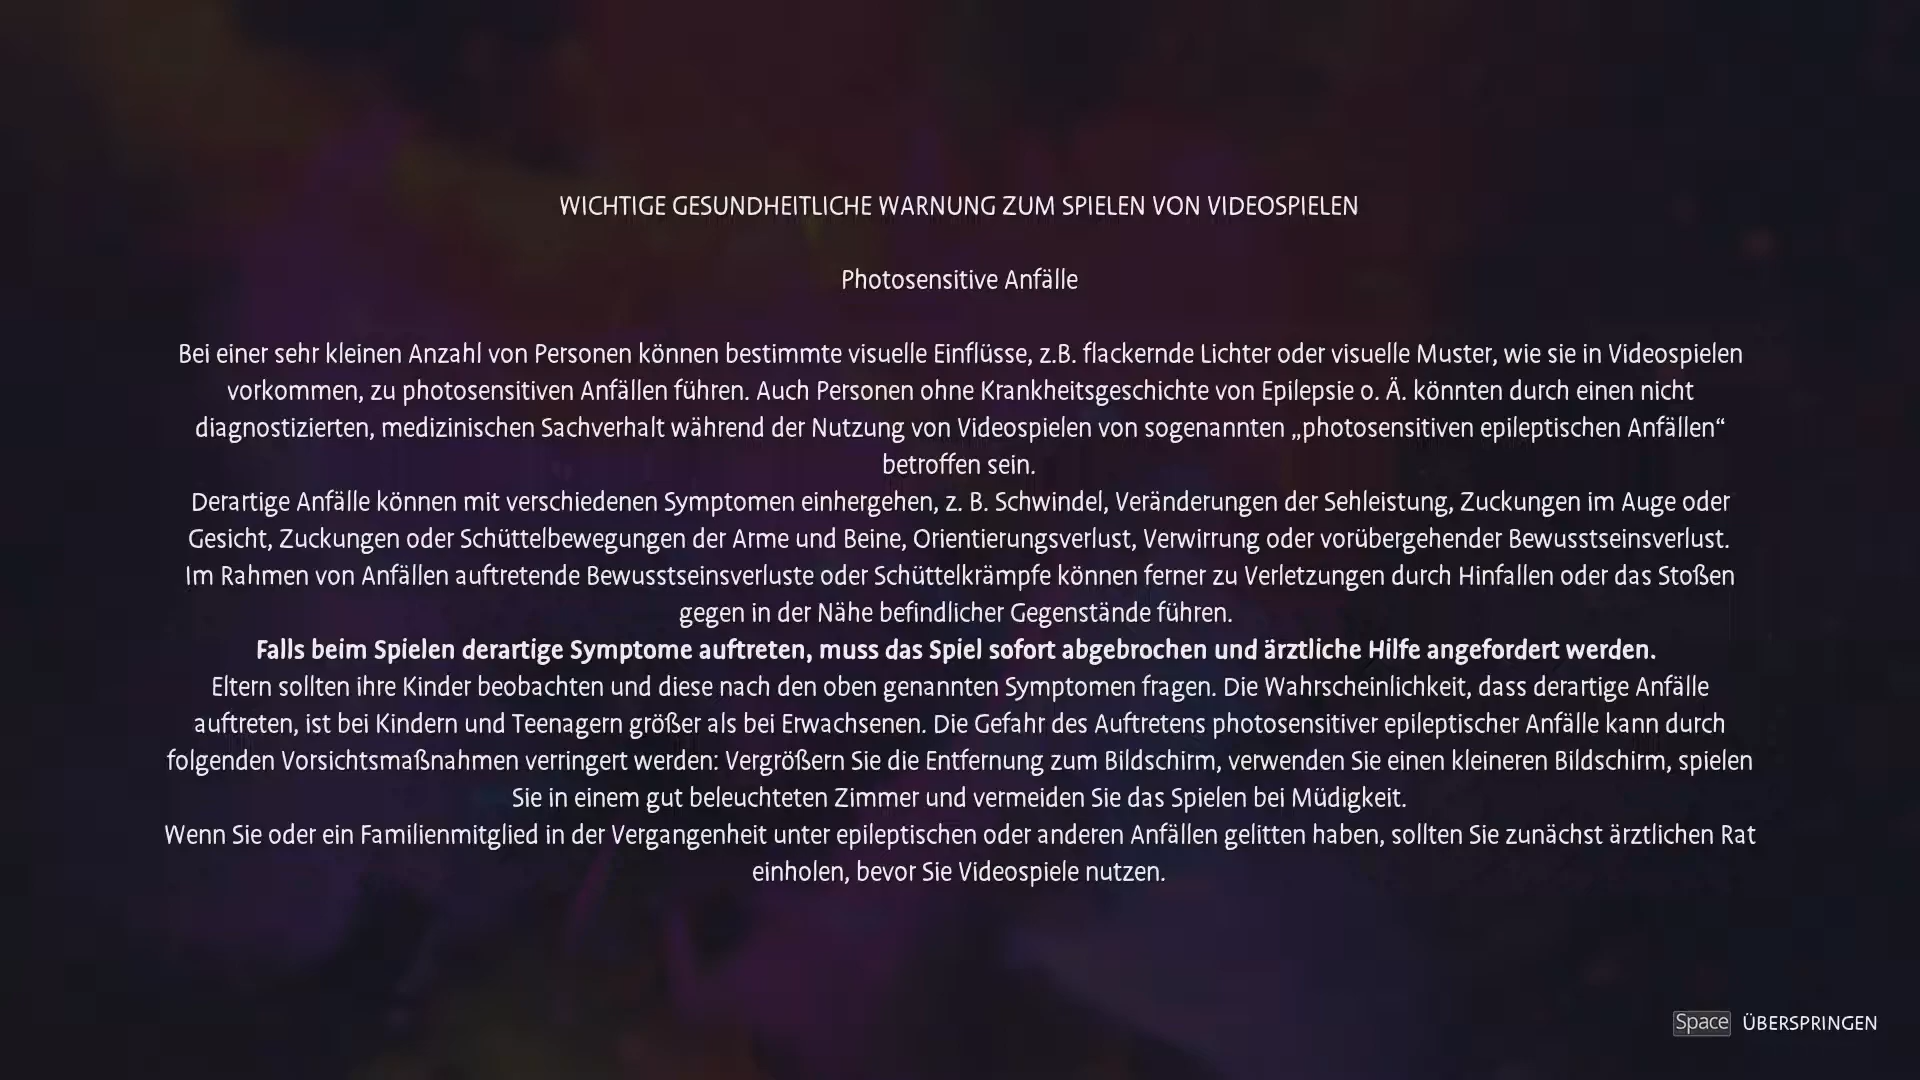 WICHTIGE GESUNDHEITLICHE WARNUNG ZUM SPIELEN VON VIDEOSPIELEN
Photosensitive Anfälle
Bei einer sehr kleinen Anzahl von Personen können bestimmte visuelle Einflüsse, z.B. flackernde Lichter oder visuelle Muster, wie sie in Videospielen
vorkommen, zu photosensitiven Anfällen führen. Auch Personen ohne Krankheitsgeschichte von Epilepsie o. Ä. könnten durch einen nicht
diagnostizierten, medizinischen Sachverhalt während der Nutzung von Videospielen von sogenannten „photosensitiven epileptischen Anfällen“
betroffen sein.
Derartige Anfälle können mit verschiedenen Symptomen einhergehen, z. B. Schwindel, Veränderungen der Sehleistung, Zuckungen im Auge oder
Gesicht, Zuckungen oder Schüttelbewegungen der Arme und Beine, Orientierungsverlust, Verwirrung oder vorübergehender Bewusstseinsverlust.
Im Rahmen von Anfällen auftretende Bewusstseinsverluste oder Schüttelkrämpfe können ferner zu Verletzungen durch Hinfallen oder das Stoßen
gegen in der Nähe befindlicher Gegenstände führen.
Falls beim Spielen derartige Symptome auftreten, muss das Spiel sofort abgebrochen und ärztliche Hilfe angefordert werden.
Eltern sollten ihre Kinder beobachten und diese nach den oben genannten Symptomen fragen. Die Wahrscheinlichkeit, dass derartige Anfälle
auftreten, ist bei Kindern und Teenagern größer als bei Erwachsenen. Die Gefahr des Auftretens photosensitiver epileptischer Anfälle kann durch
folgenden Vorsichtsmaßnahmen verringert werden: Vergrößern Sie die Entfernung zum Bildschirm, verwenden Sie einen kleineren Bildschirm, spielen
Sie in einem gut beleuchteten Zimmer und vermeiden Sie das Spielen bei Müdigkeit.
Wenn Sie oder ein Familienmitglied in der Vergangenheit unter epileptischen oder anderen Anfällen gelitten haben, sollten Sie zunächst ärztlichen Rat
einholen, bevor Sie Videospiele nutzen.
Space ÜBERSPRINGEN